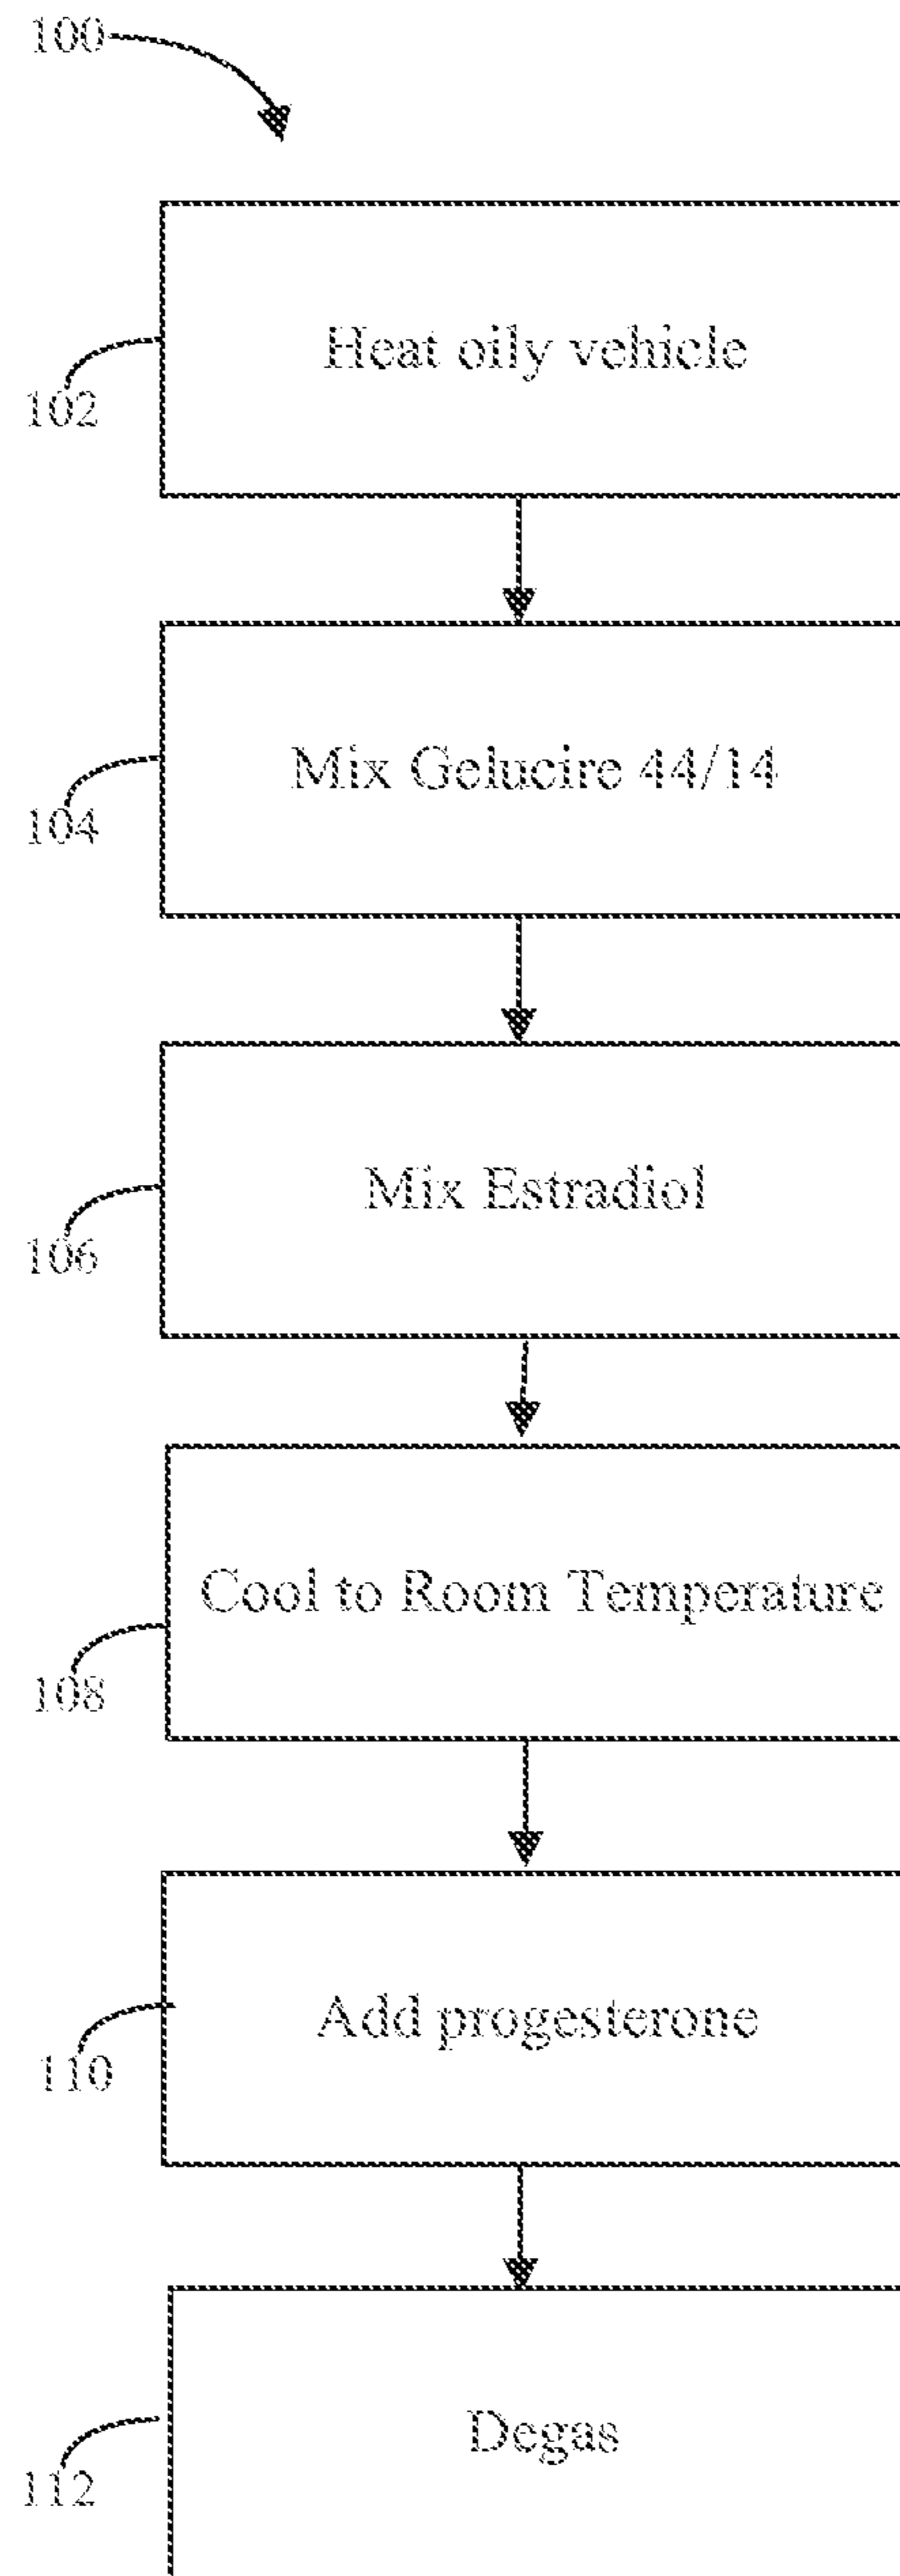 100
Heat oily vehicle
102
Mix Gelucire 44/14
104
Mix Estradiol
106
Cool to Room Temperature
108
Add progesterone
110
Degas
112